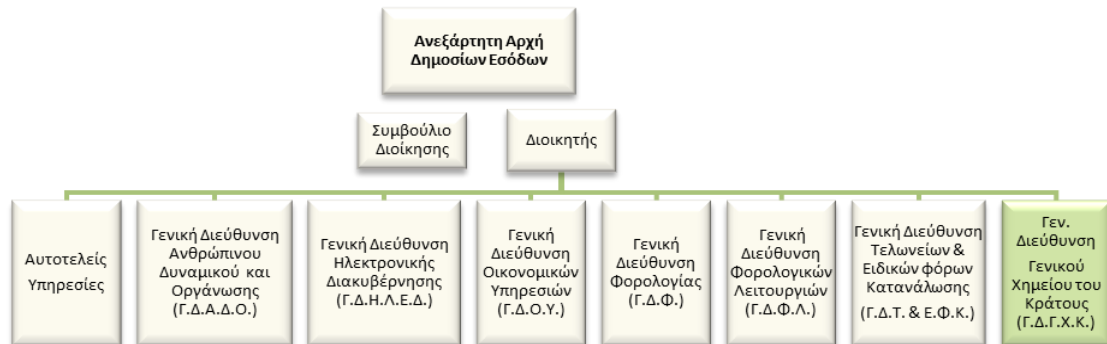 Ανεξάρτητη Αρχή
Δημοσίων Εσόδων
Συμβούλιο
Διοίκησης
Διοικητής
Αυτοτελείς
Υπηρεσίες
Γενική Διεύθυνση
Ανθρώπινου
Δυναμικού και
Οργάνωσης
(Γ.Δ.Α.Δ.Ο.)
Γενική Διεύθυνση
Ηλεκτρονικής
Διακυβέρνησης
(Γ.Δ.Η.Λ.Ε.Δ.)
Γενική
Διεύθυνση
Οικονομικών
Υπηρεσιών
(Γ.Δ.Ο.Υ.)
Γενική
Διεύθυνση
Φορολογίας
(Γ.Δ.Φ.)
Γενική
Διεύθυνση
Φορολογικών
Λειτουργιών
(Γ.Δ.Φ.Λ.)
Γενική Διεύθυνση
Τελωνείων &
Ειδικών φόρων
Κατανάλωσης
(Γ.Δ.Τ. & Ε.Φ.Κ.)
Γεν.
Διεύθυνση
Γενικού
Χημείου του
Κράτους
(Γ.Δ.Γ.Χ.Κ.)